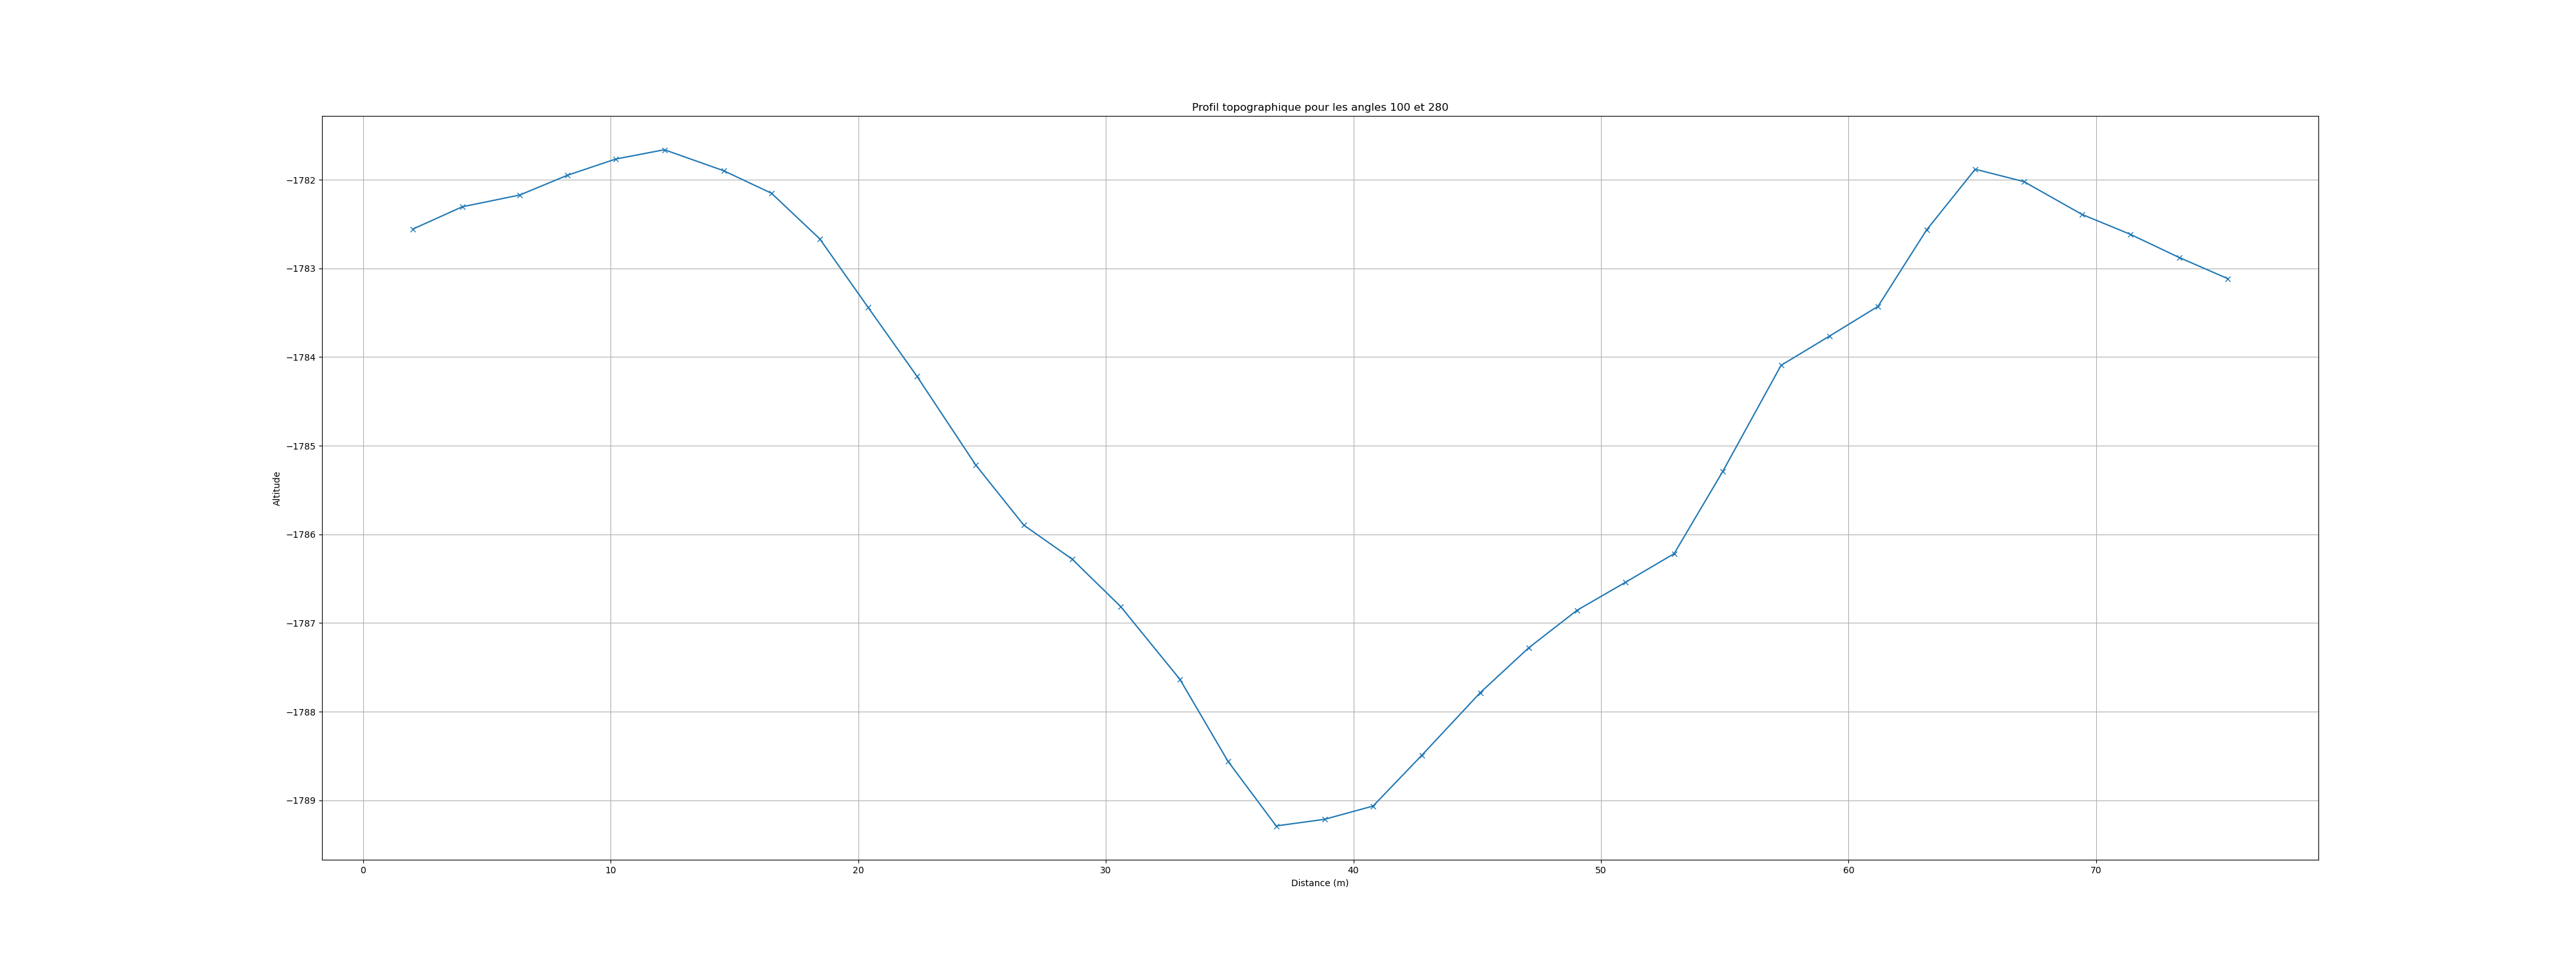 Profil topographique pour les angles 100 et 280
Altitude
−1782
−1783
−1784
−1785
−1786
−1787
−1788
−1789
0 10 20 30 40 50 60 70
Distance (m)